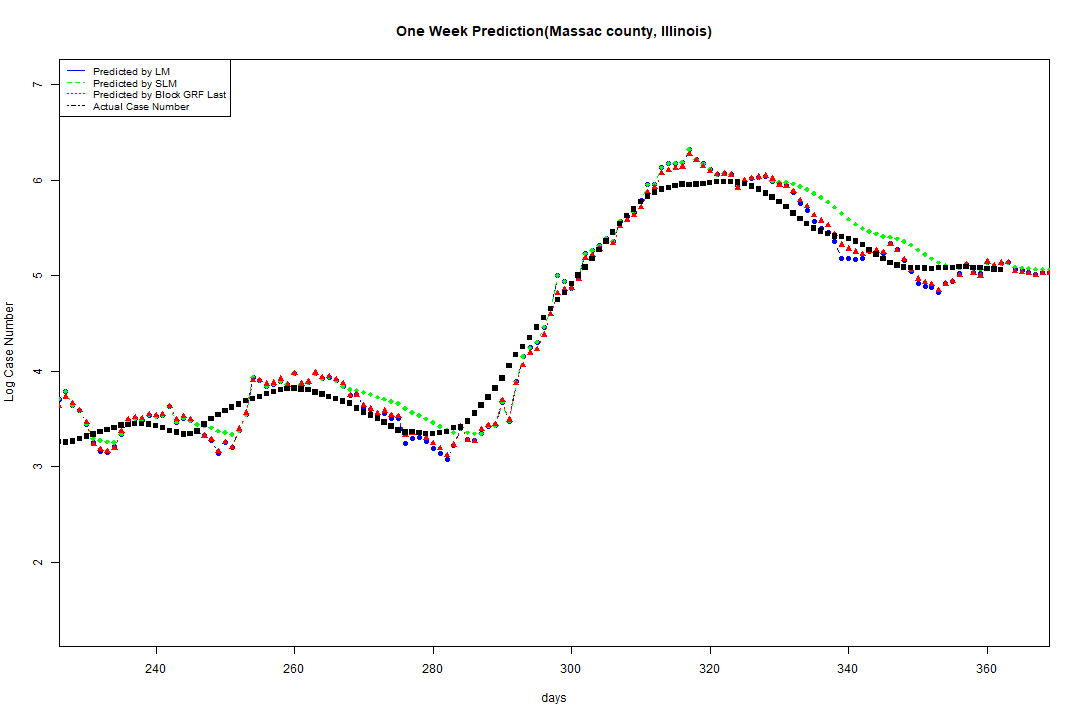 One Week Prediction(Massac county, Illinois)
Predicted by LM
Predicted by SLM
Predicted by Block GRF Last
Actual Case Number
7
6
5
4
3
2
Log Case Number
240 260 280 300 320 340 360
days